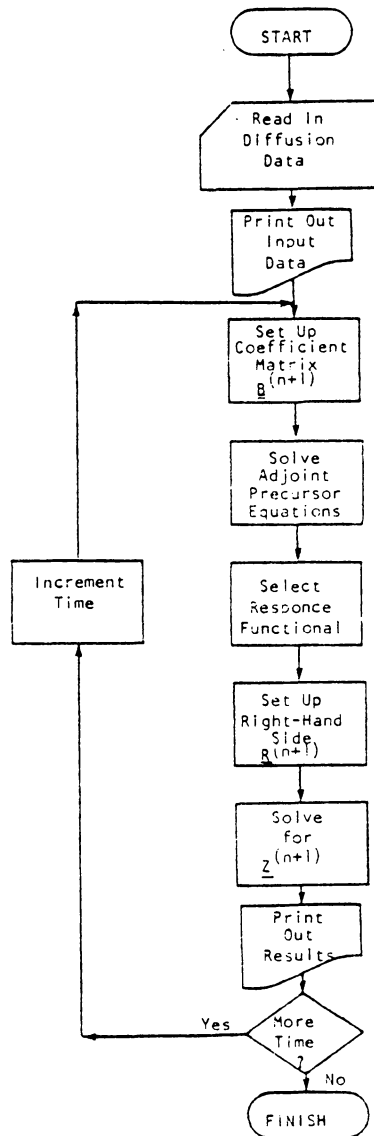 START
Read In
Diffusion
Data
Print Out
Input
Data
Set Up
Coefficient
Matrix
B(n+1)
Solve
Adjoint
Precursor
Equations
Increment
Time
Select
Responce
Functional
Set Up
Right-Hand
Side
R(n+1)
Solve
for
Z(n+1)
Print
Out
Results
Yes
More
Time
?
No
FINISH